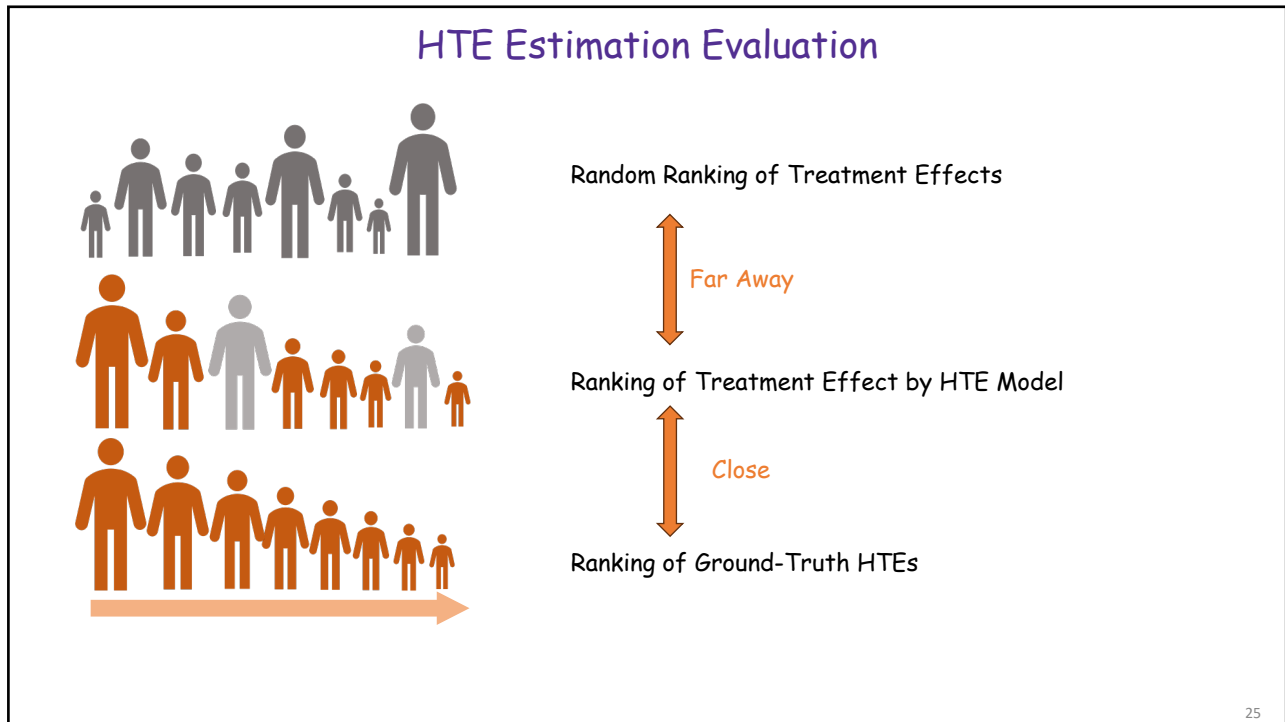 HTE Estimation Evaluation
Random Ranking of Treatment Effects
Far Away
Ranking of Treatment Effect by HTE Model
Close
Ranking of Ground-Truth HTEs
25